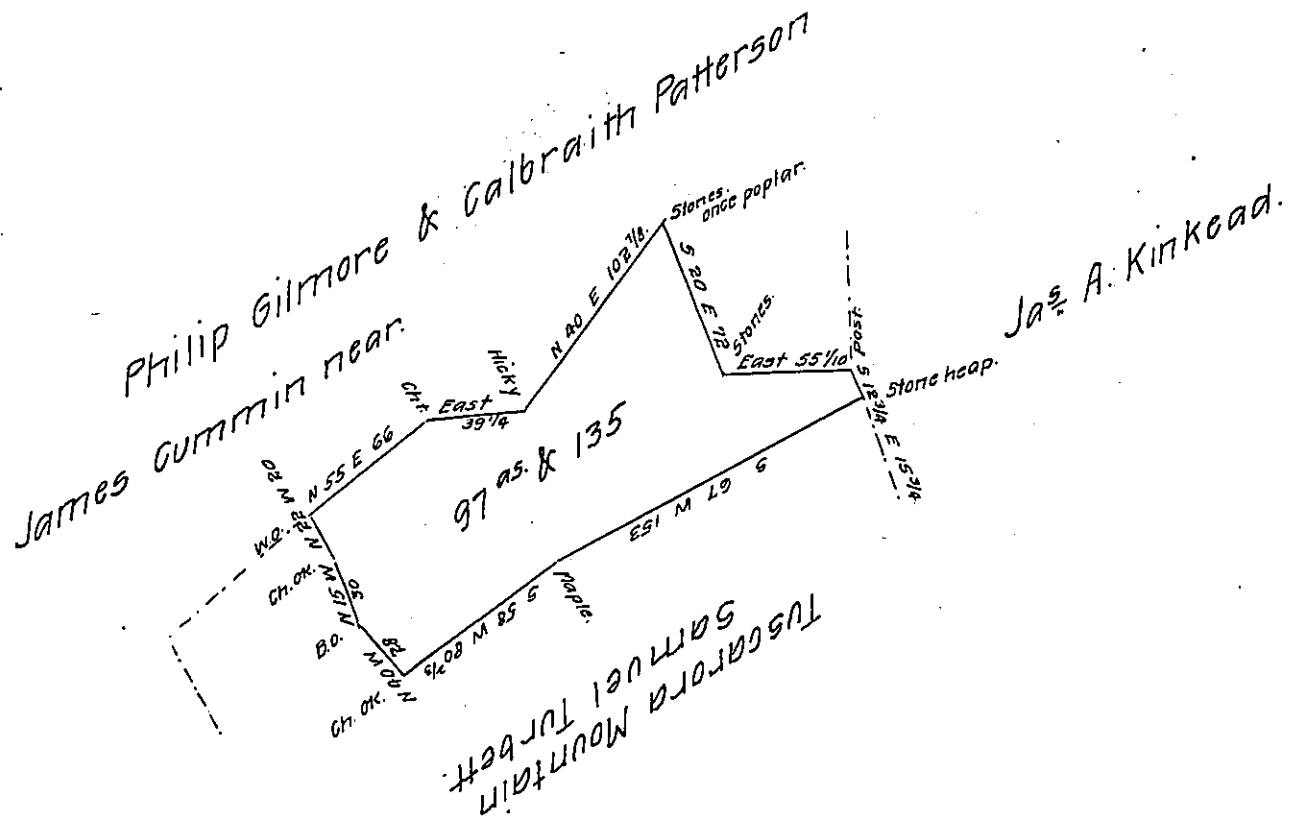 Philip Gilmore & Calbraith Patterson
James Cummin near.
Jas. A. Kinkead.
Stones.
once poplar.
S 20 E 72
Stones.
East 55 1/10
Post.
S 12 3/4 E 15 3/4
Stone heap.
N 40 E 102 7/8
Hicky
East
39 1/4
Cht.
N 55 E 66
W.O.
N 22 W 20
Ch. OK.
N 15 W
30
B.O.
N 40 W
28
Ch. OK.
97 as. & 135
S 67 W 153
Maple.
S 58 W 80 2/3
Tuscarora Mountain
Samuel Turbett.